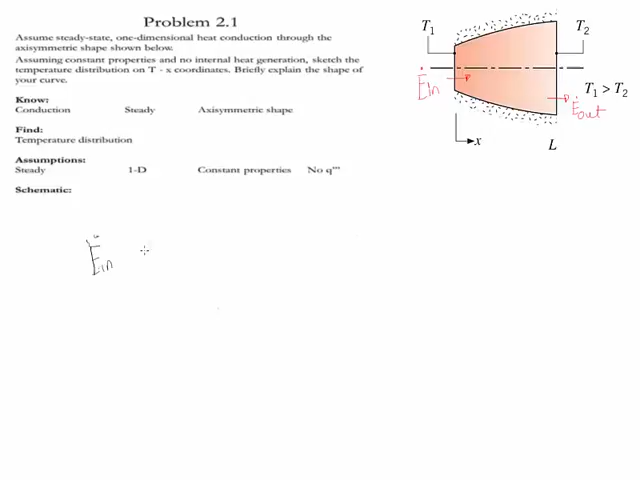 Problem 2.1
Assume steady-state, one-dimensional heat conduction through the
axisymmetric shape shown below.
Assuming constant properties and no internal heat generation, sketch the
temperature distribution on T - x coordinates. Briefly explain the shape of
your curve.
Know:
Conduction Steady Axisymmetric shape
Find:
Temperature distribution
Assumptions:
Steady 1-D Constant properties No q'''
Schematic:
T₁
T₂
Ėin
T₁ > T₂
Ėout
x
L
Ėin